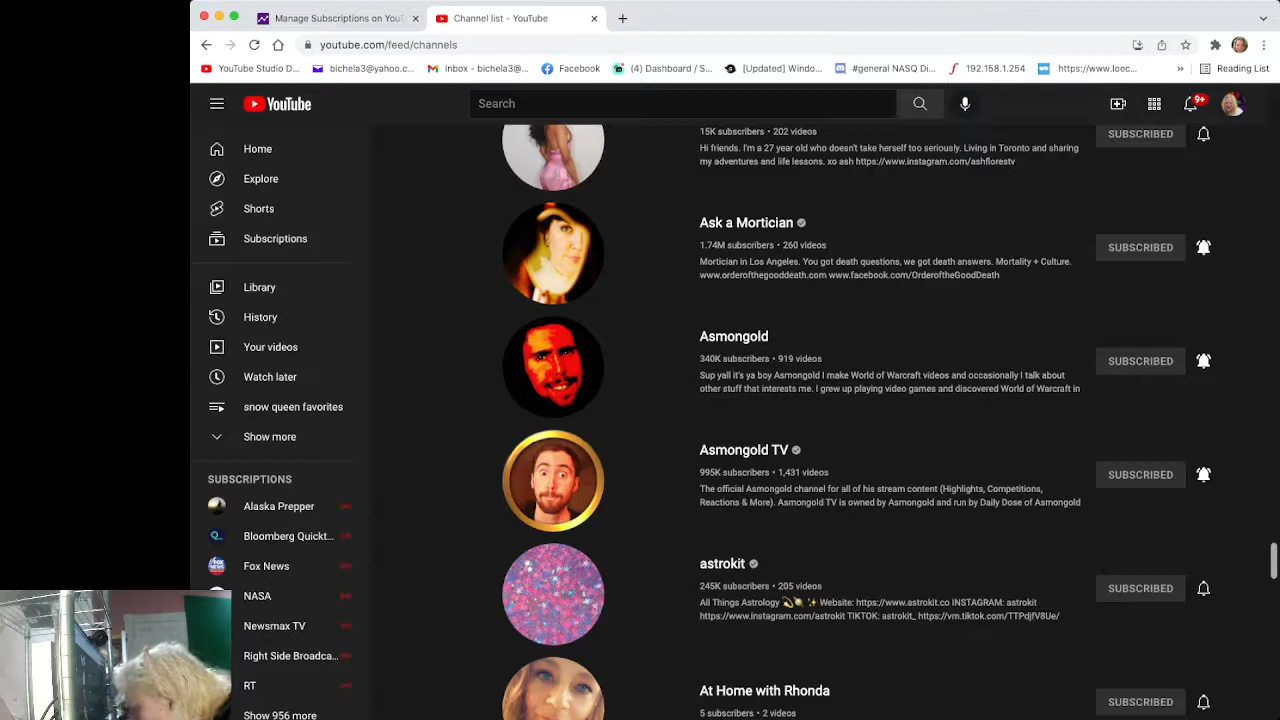 Manage Subscriptions on You
Channel list - YouTube
youtube.com/feed/channels
YouTube Studio D...
bichela3@yahoo.c...
Inbox - bichela3@...
Facebook
(4) Dashboard / S...
[Updated] Windo...
#general NASQ Di...
192.158.1.254
https://www.loec...
»
Reading List
YouTube
Search
9+
Home
Explore
Shorts
Subscriptions
Library
History
Your videos
Watch later
snow queen favorites
Show more
SUBSCRIPTIONS
Alaska Prepper
Bloomberg Quickt...
Fox News
NASA
Newsmax TV
Right Side Broadca...
RT
Show 956 more
15K subscribers • 202 videos
Hi friends. I'm a 27 year old who doesn't take herself too seriously. Living in Toronto and sharing
my adventures and life lessons. xo ash https://www.instagram.com/ashflorestv
SUBSCRIBED
Ask a Mortician
1.74M subscribers • 260 videos
Mortician in Los Angeles. You got death questions, we got death answers. Mortality + Culture.
www.orderofthegooddeath.com www.facebook.com/OrderoftheGoodDeath
SUBSCRIBED
Asmongold
340K subscribers • 919 videos
Sup yall it's ya boy Asmongold I make World of Warcraft videos and occasionally I talk about
other stuff that interests me. I grew up playing video games and discovered World of Warcraft in
SUBSCRIBED
Asmongold TV
995K subscribers • 1,431 videos
The official Asmongold channel for all of his stream content (Highlights, Competitions,
Reactions & More). Asmongold TV is owned by Asmongold and run by Daily Dose of Asmongold
SUBSCRIBED
astrokit
245K subscribers • 205 videos
All Things Astrology 💫🪐 ✨ Website: https://www.astrokit.co INSTAGRAM: astrokit
https://www.instagram.com/astrokit TIKTOK: astrokit_ https://vm.tiktok.com/TTPdjfV8Ue/
SUBSCRIBED
At Home with Rhonda
5 subscribers • 2 videos
SUBSCRIBED